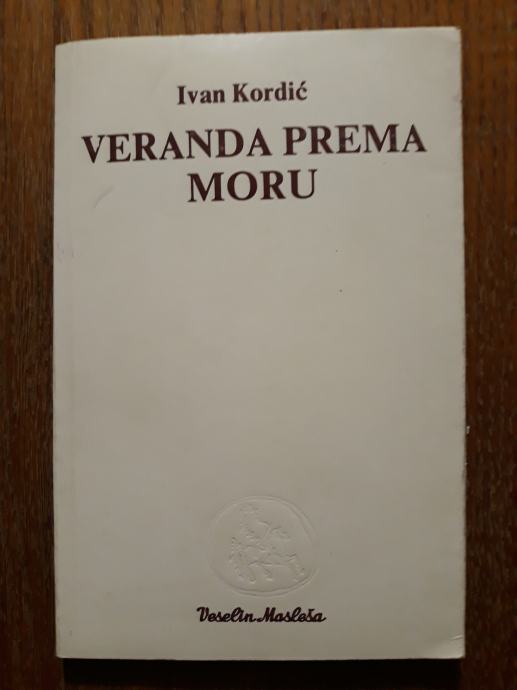 Ivan Kordić
VERANDA PREMA
MORU
Veselin Masleša